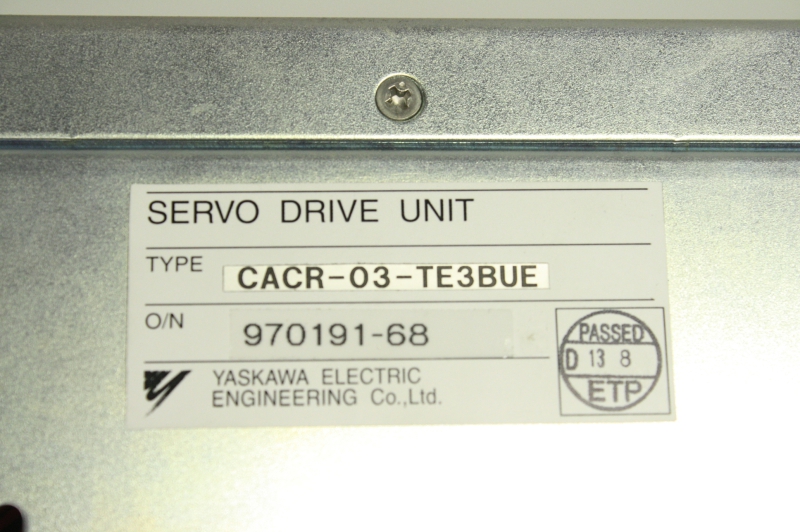 SERVO DRIVE UNIT
TYPE CACR-03-TE3BUE
O/N 970191-68
YASKAWA ELECTRIC
ENGINEERING Co.,Ltd.
PASSED
D 13 8
ETP